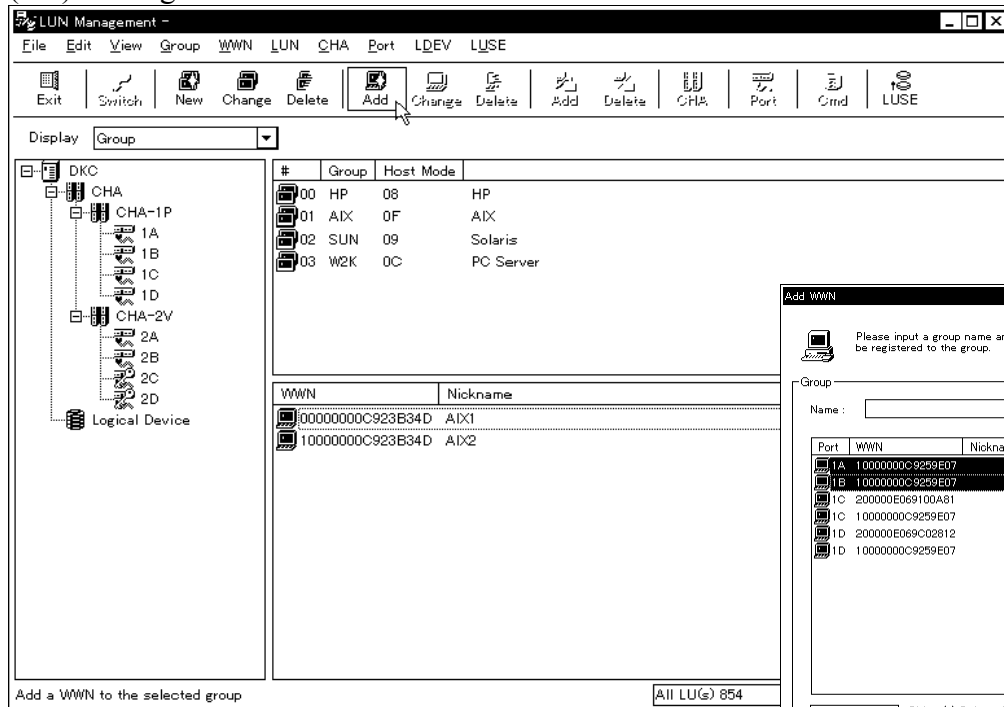 LUN Management -
File Edit View Group WWN LUN CHA Port LDEV LUSE
Exit Switch New Change Delete Add Change Delete Add Delete CHA Port Cmd LUSE
Display Group
DKC
CHA
CHA-1P
1A
1B
1C
1D
CHA-2V
2A
2B
2C
2D
Logical Device
# Group Host Mode
00 HP 08 HP
01 AIX 0F AIX
02 SUN 09 Solaris
03 W2K 0C PC Server
WWN Nickname
00000000C923B34D AIX1
10000000C923B34D AIX2
Add WWN
Please input a group name
be registered to the group.
Group
Name :
Port WWN
1A 10000000C9259E07
1B 10000000C9259E07
1C 200000E069100A81
1C 10000000C9259E07
1D 200000E069C02812
1D 10000000C9259E07
Add a WWN to the selected group
All LU(s) 854